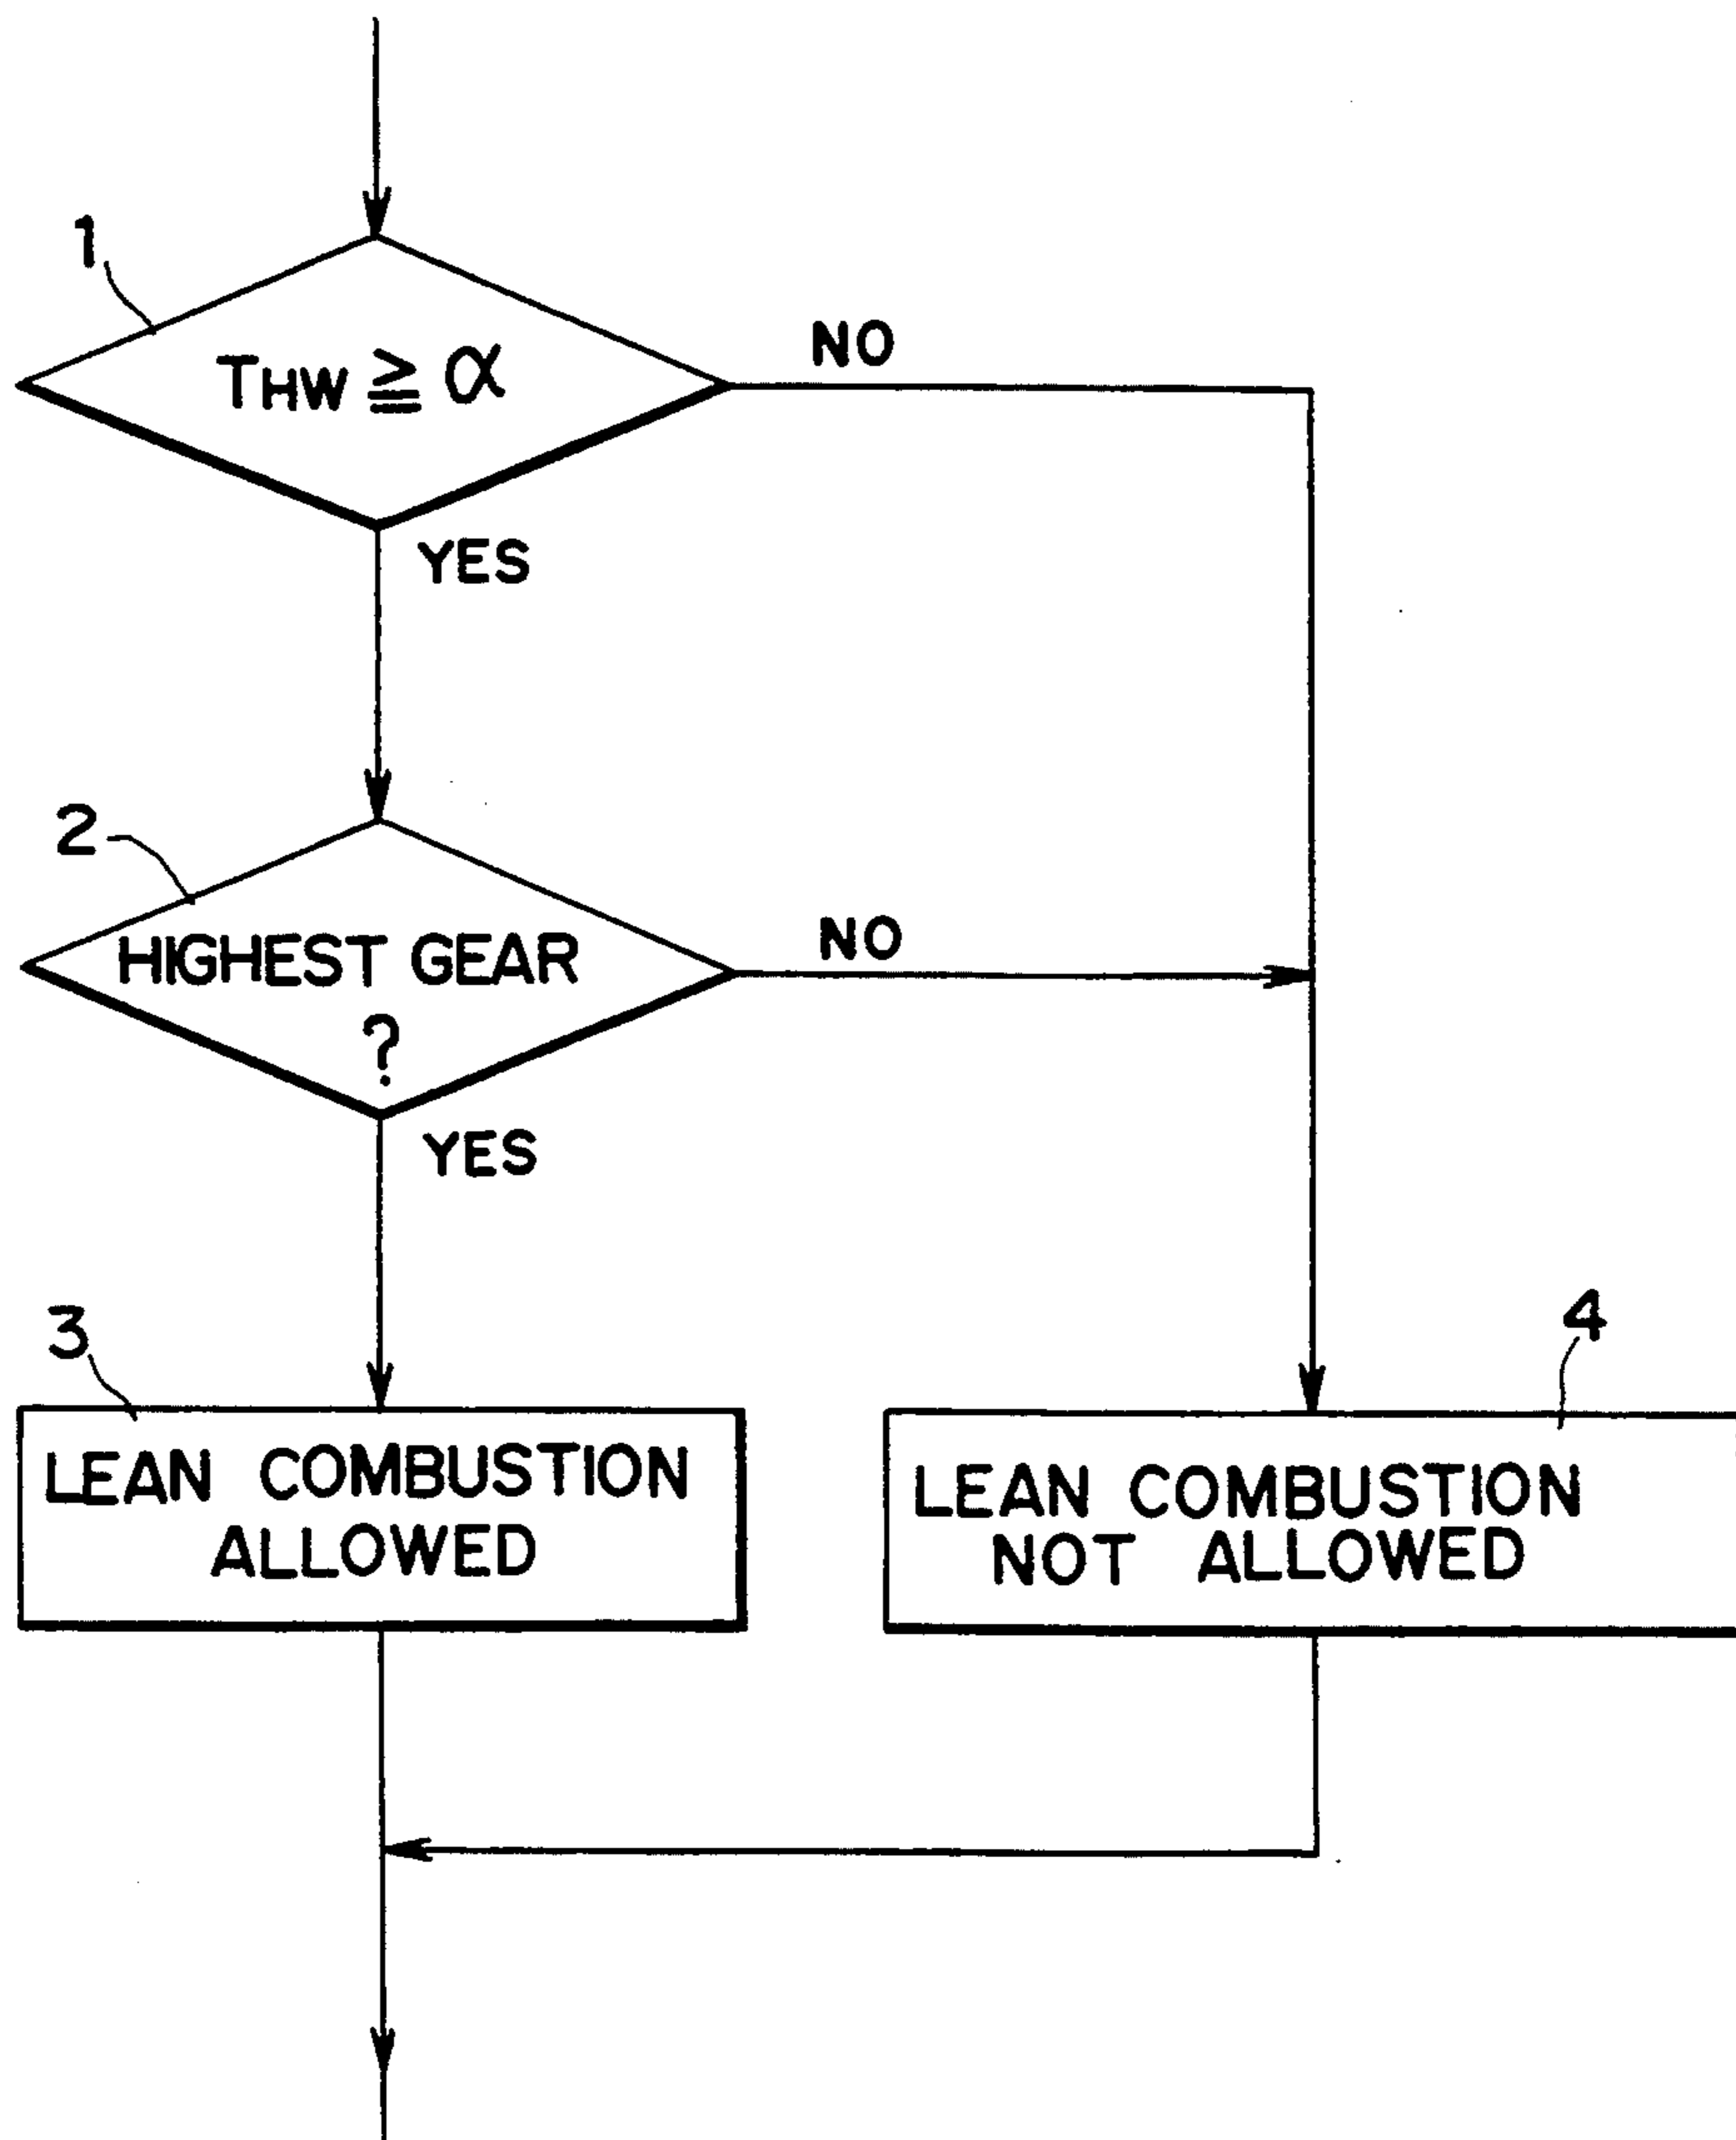 1
THW ≧ α
NO
YES
2
HIGHEST GEAR
?
NO
YES
3
LEAN COMBUSTION
ALLOWED
4
LEAN COMBUSTION
NOT ALLOWED